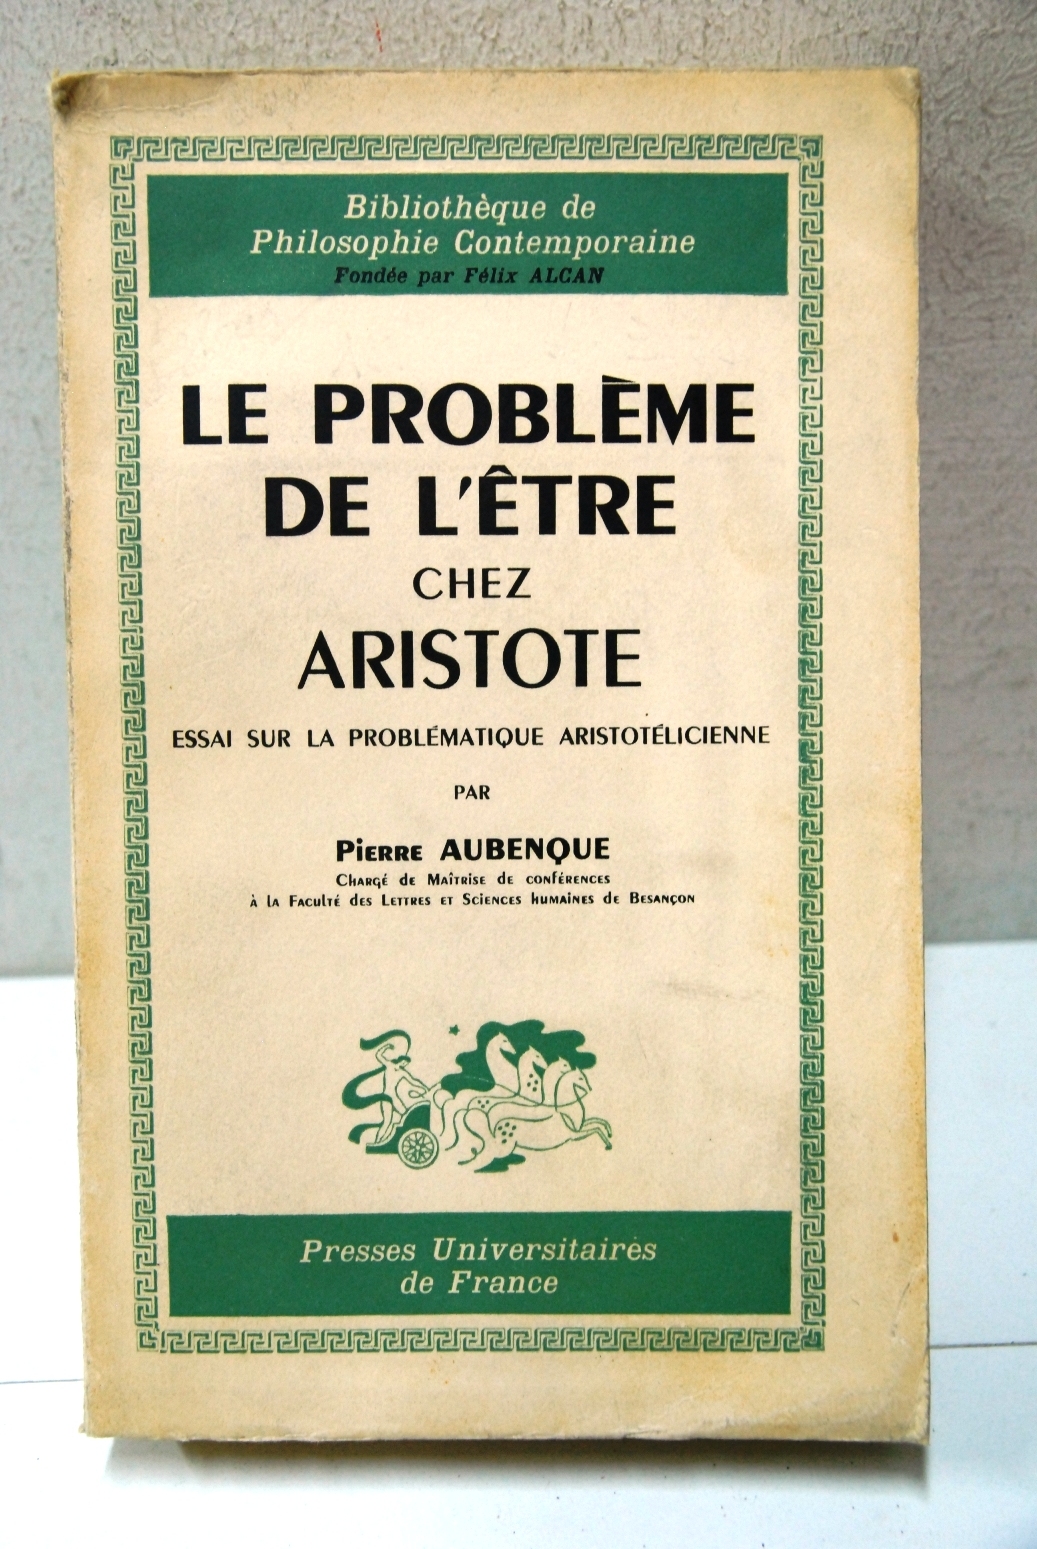 Bibliothèque de
Philosophie Contemporaine
Fondée par Félix ALCAN
LE PROBLÈME
DE L'ÊTRE
CHEZ
ARISTOTE
ESSAI SUR LA PROBLÉMATIQUE ARISTOTÉLICIENNE
PAR
PIERRE AUBENQUE
Chargé de Maîtrise de conférences
à la Faculté des Lettres et Sciences humaines de Besançon
Presses Universitaires
de France